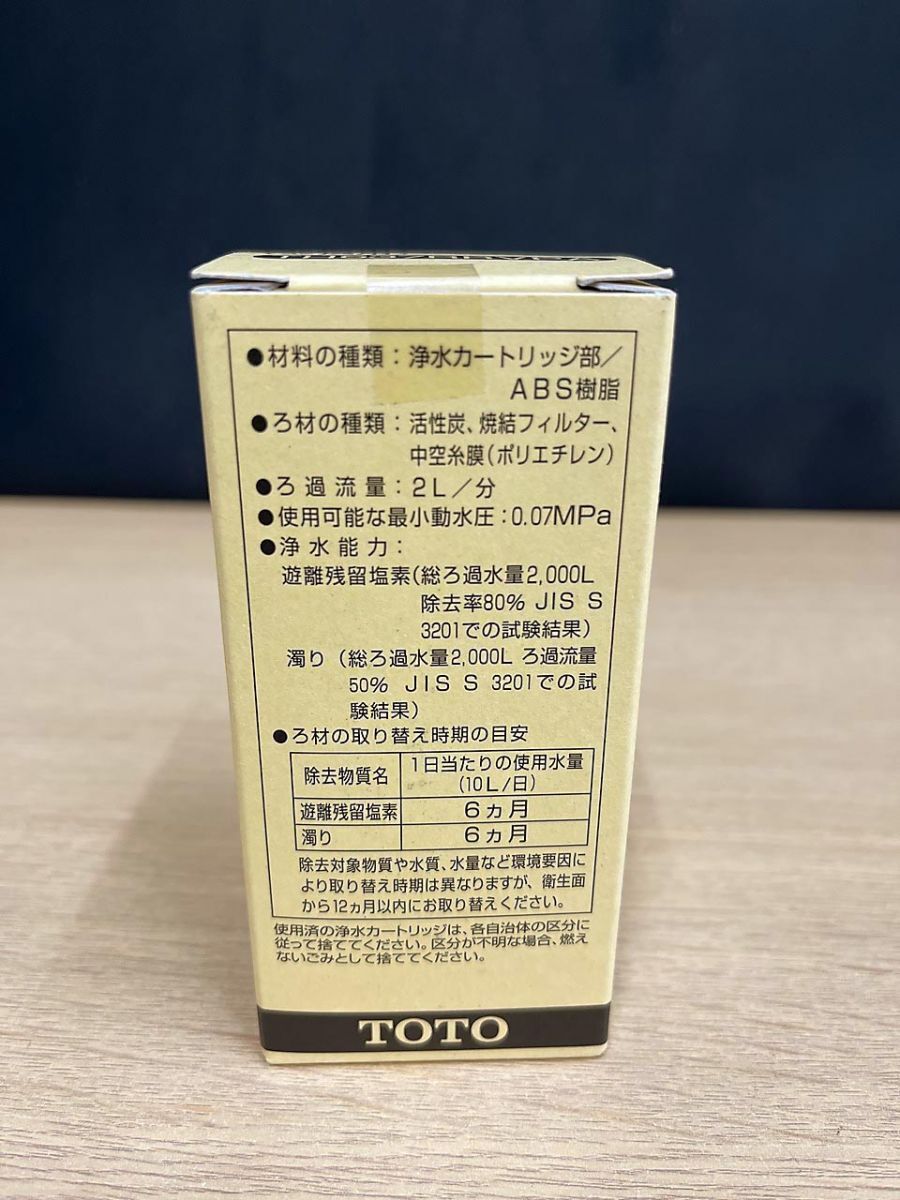 ●材料の種類：浄水カートリッジ部／
ABS樹脂
●ろ材の種類：活性炭、焼結フィルター、
中空糸膜（ポリエチレン）
●ろ過流量：2L／分
●使用可能な最小動水圧：0.07MPa
●浄水能力：
遊離残留塩素（総ろ過水量2,000L
除去率80% JIS S
3201での試験結果）
濁り（総ろ過水量2,000L ろ過流量
50% JIS S 3201での試
験結果）
●ろ材の取り替え時期の目安
除去物質名 1日当たりの使用水量
（10L／日）
遊離残留塩素 6ヵ月
濁り 6ヵ月
除去対象物質や水質、水量など環境要因に
より取り替え時期は異なりますが、衛生面
から12ヵ月以内にお取り替えください。
使用済の浄水カートリッジは、各自治体の区分に
従って捨ててください。区分が不明な場合、燃え
ないごみとして捨ててください。
TOTO